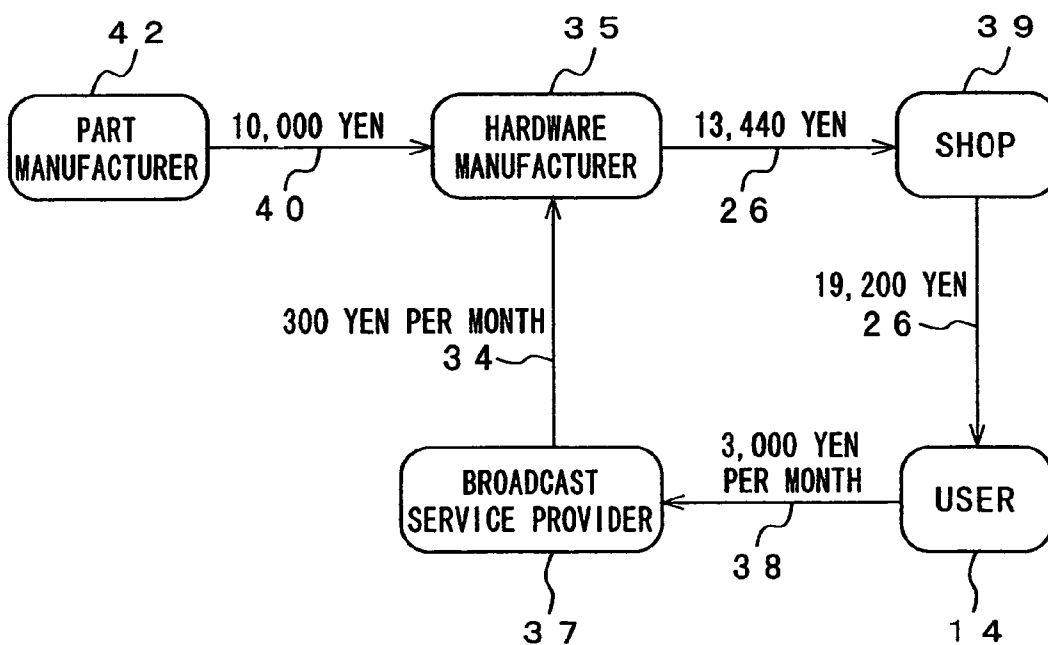 42
35
39
PART
MANUFACTURER
10,000 YEN
40
HARDWARE
MANUFACTURER
13,440 YEN
26
SHOP
300 YEN PER MONTH
34
19,200 YEN
26
BROADCAST
SERVICE PROVIDER
37
3,000 YEN
PER MONTH
38
USER
14